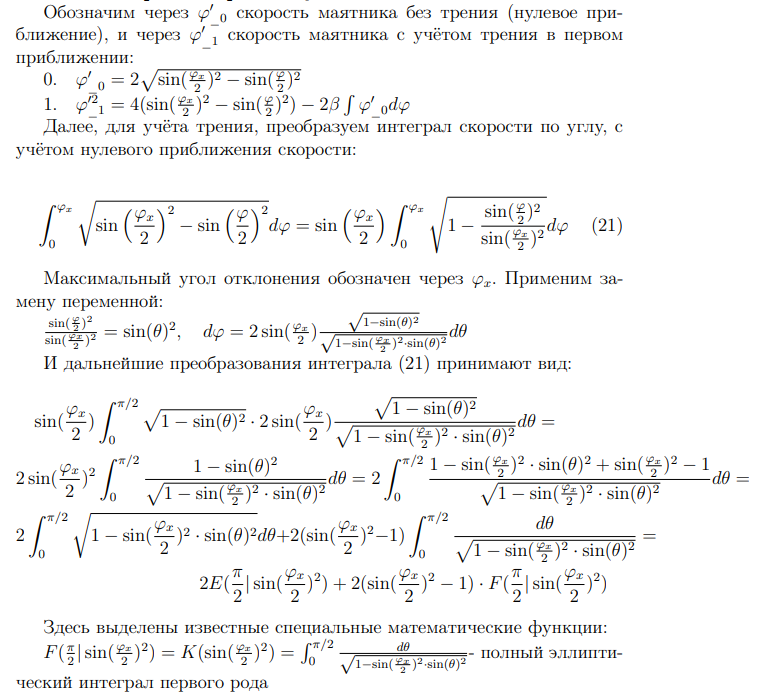 Обозначим через $\varphi'_{\_0}$ скорость маятника без трения (нулевое при-
ближение), и через $\varphi'_{\_1}$ скорость маятника с учётом трения в первом
приближении:
0. $\varphi'_{\_0} = 2\sqrt{\sin(\frac{\varphi_x}{2})^2 - \sin(\frac{\varphi}{2})^2}$
1. $\varphi'^2_{\_1} = 4(\sin(\frac{\varphi_x}{2})^2 - \sin(\frac{\varphi}{2})^2) - 2\beta \int \varphi'_{\_0} d\varphi$
Далее, для учёта трения, преобразуем интеграл скорости по углу, с
учётом нулевого приближения скорости:
$\int_0^{\varphi_x} \sqrt{\sin\left(\frac{\varphi_x}{2}\right)^2 - \sin\left(\frac{\varphi}{2}\right)^2} d\varphi = \sin\left(\frac{\varphi_x}{2}\right) \int_0^{\varphi_x} \sqrt{1 - \frac{\sin(\frac{\varphi}{2})^2}{\sin(\frac{\varphi_x}{2})^2}} d\varphi$ (21)
Максимальный угол отклонения обозначен через $\varphi_x$. Применим за-
мену переменной:
$\frac{\sin(\frac{\varphi}{2})^2}{\sin(\frac{\varphi_x}{2})^2} = \sin(\theta)^2, \quad d\varphi = 2\sin(\frac{\varphi_x}{2}) \frac{\sqrt{1-\sin(\theta)^2}}{\sqrt{1-\sin(\frac{\varphi_x}{2})^2 \cdot \sin(\theta)^2}} d\theta$
И дальнейшие преобразования интеграла (21) принимают вид:
$\sin(\frac{\varphi_x}{2}) \int_0^{\pi/2} \sqrt{1 - \sin(\theta)^2} \cdot 2\sin(\frac{\varphi_x}{2}) \frac{\sqrt{1 - \sin(\theta)^2}}{\sqrt{1 - \sin(\frac{\varphi_x}{2})^2 \cdot \sin(\theta)^2}} d\theta =$
$2\sin(\frac{\varphi_x}{2})^2 \int_0^{\pi/2} \frac{1 - \sin(\theta)^2}{\sqrt{1 - \sin(\frac{\varphi_x}{2})^2 \cdot \sin(\theta)^2}} d\theta = 2\int_0^{\pi/2} \frac{1 - \sin(\frac{\varphi_x}{2})^2 \cdot \sin(\theta)^2 + \sin(\frac{\varphi_x}{2})^2 - 1}{\sqrt{1 - \sin(\frac{\varphi_x}{2})^2 \cdot \sin(\theta)^2}} d\theta =$
$2\int_0^{\pi/2} \sqrt{1 - \sin(\frac{\varphi_x}{2})^2 \cdot \sin(\theta)^2} d\theta + 2(\sin(\frac{\varphi_x}{2})^2 - 1) \int_0^{\pi/2} \frac{d\theta}{\sqrt{1 - \sin(\frac{\varphi_x}{2})^2 \cdot \sin(\theta)^2}} =$
$2E(\frac{\pi}{2}|\sin(\frac{\varphi_x}{2})^2) + 2(\sin(\frac{\varphi_x}{2})^2 - 1) \cdot F(\frac{\pi}{2}|\sin(\frac{\varphi_x}{2})^2)$
Здесь выделены известные специальные математические функции:
$F(\frac{\pi}{2}|\sin(\frac{\varphi_x}{2})^2) = K(\sin(\frac{\varphi_x}{2})^2) = \int_0^{\pi/2} \frac{d\theta}{\sqrt{1-\sin(\frac{\varphi_x}{2})^2 \cdot \sin(\theta)^2}}$- полный эллипти-
ческий интеграл первого рода